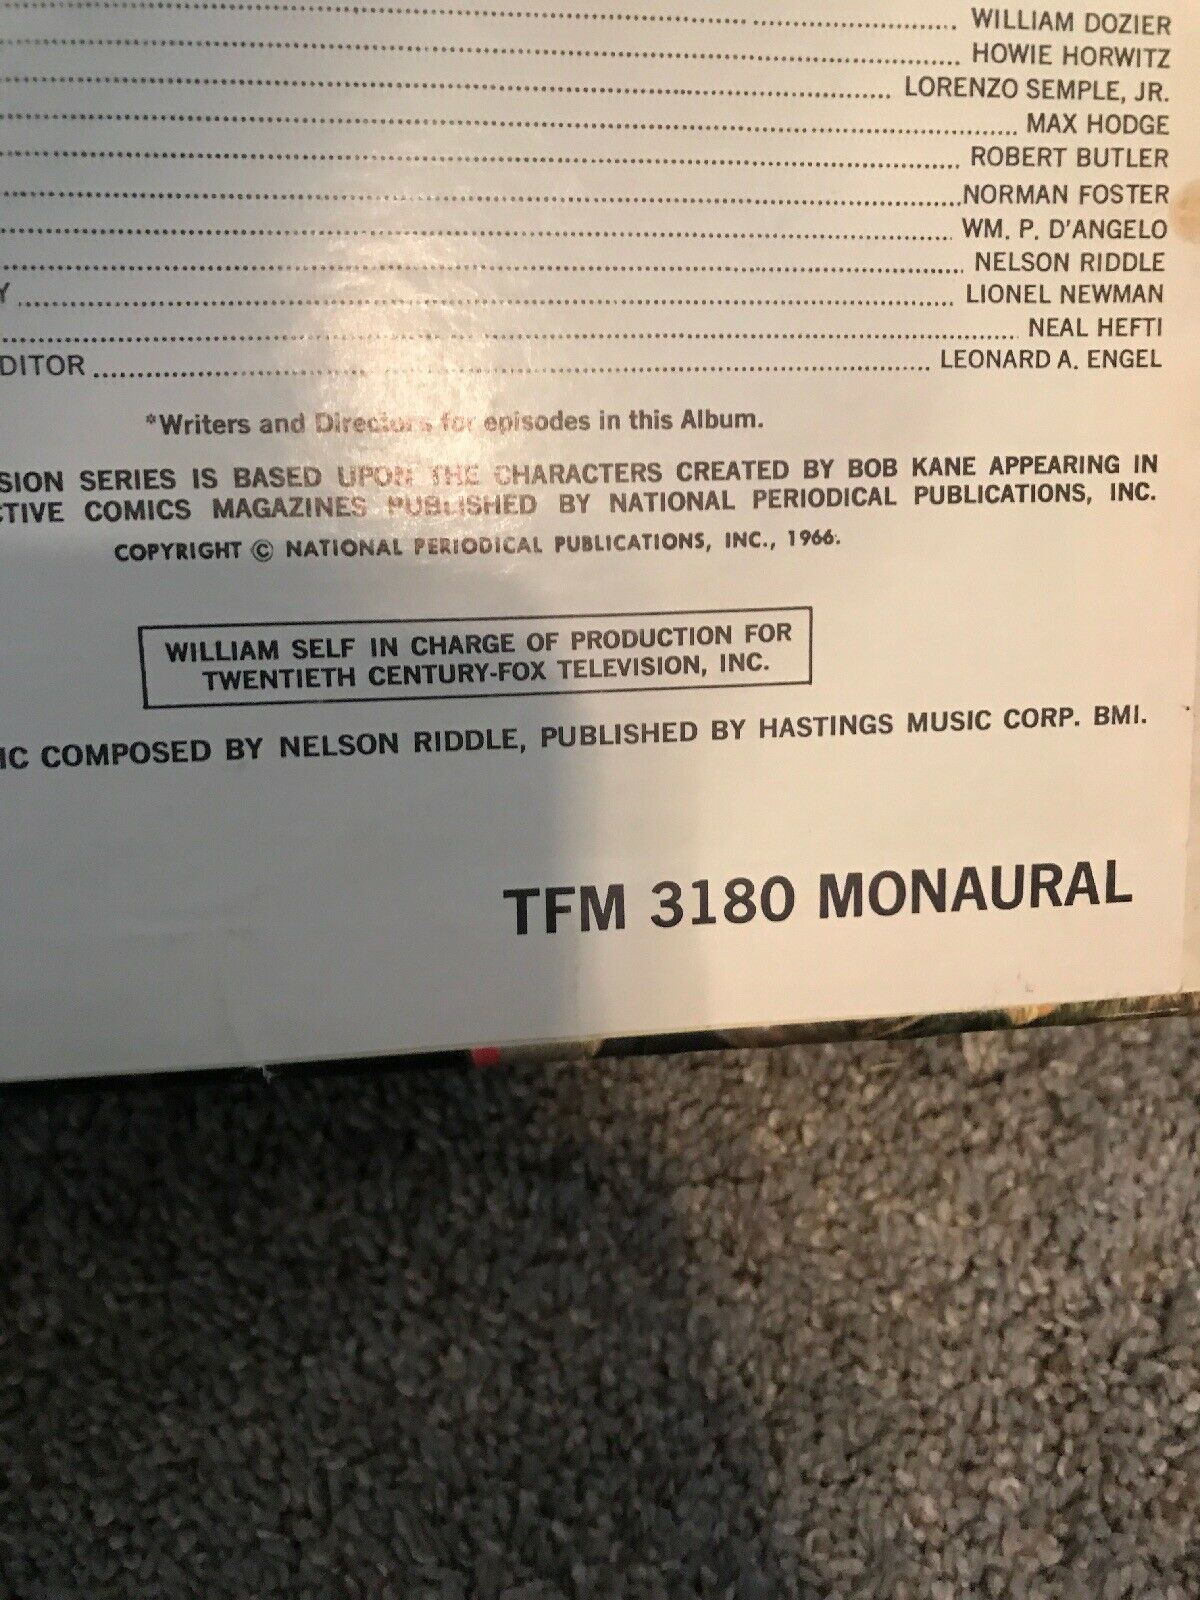 WILLIAM DOZIER
HOWIE HORWITZ
LORENZO SEMPLE, JR.
MAX HODGE
ROBERT BUTLER
NORMAN FOSTER
WM. P. D'ANGELO
NELSON RIDDLE
Y LIONEL NEWMAN
NEAL HEFTI
DITOR LEONARD A. ENGEL
*Writers and Directors for episodes in this Album.
SION SERIES IS BASED UPON THE CHARACTERS CREATED BY BOB KANE APPEARING IN
CTIVE COMICS MAGAZINES PUBLISHED BY NATIONAL PERIODICAL PUBLICATIONS, INC.
COPYRIGHT © NATIONAL PERIODICAL PUBLICATIONS, INC., 1966.
WILLIAM SELF IN CHARGE OF PRODUCTION FOR
TWENTIETH CENTURY-FOX TELEVISION, INC.
IC COMPOSED BY NELSON RIDDLE, PUBLISHED BY HASTINGS MUSIC CORP. BMI.
TFM 3180 MONAURAL